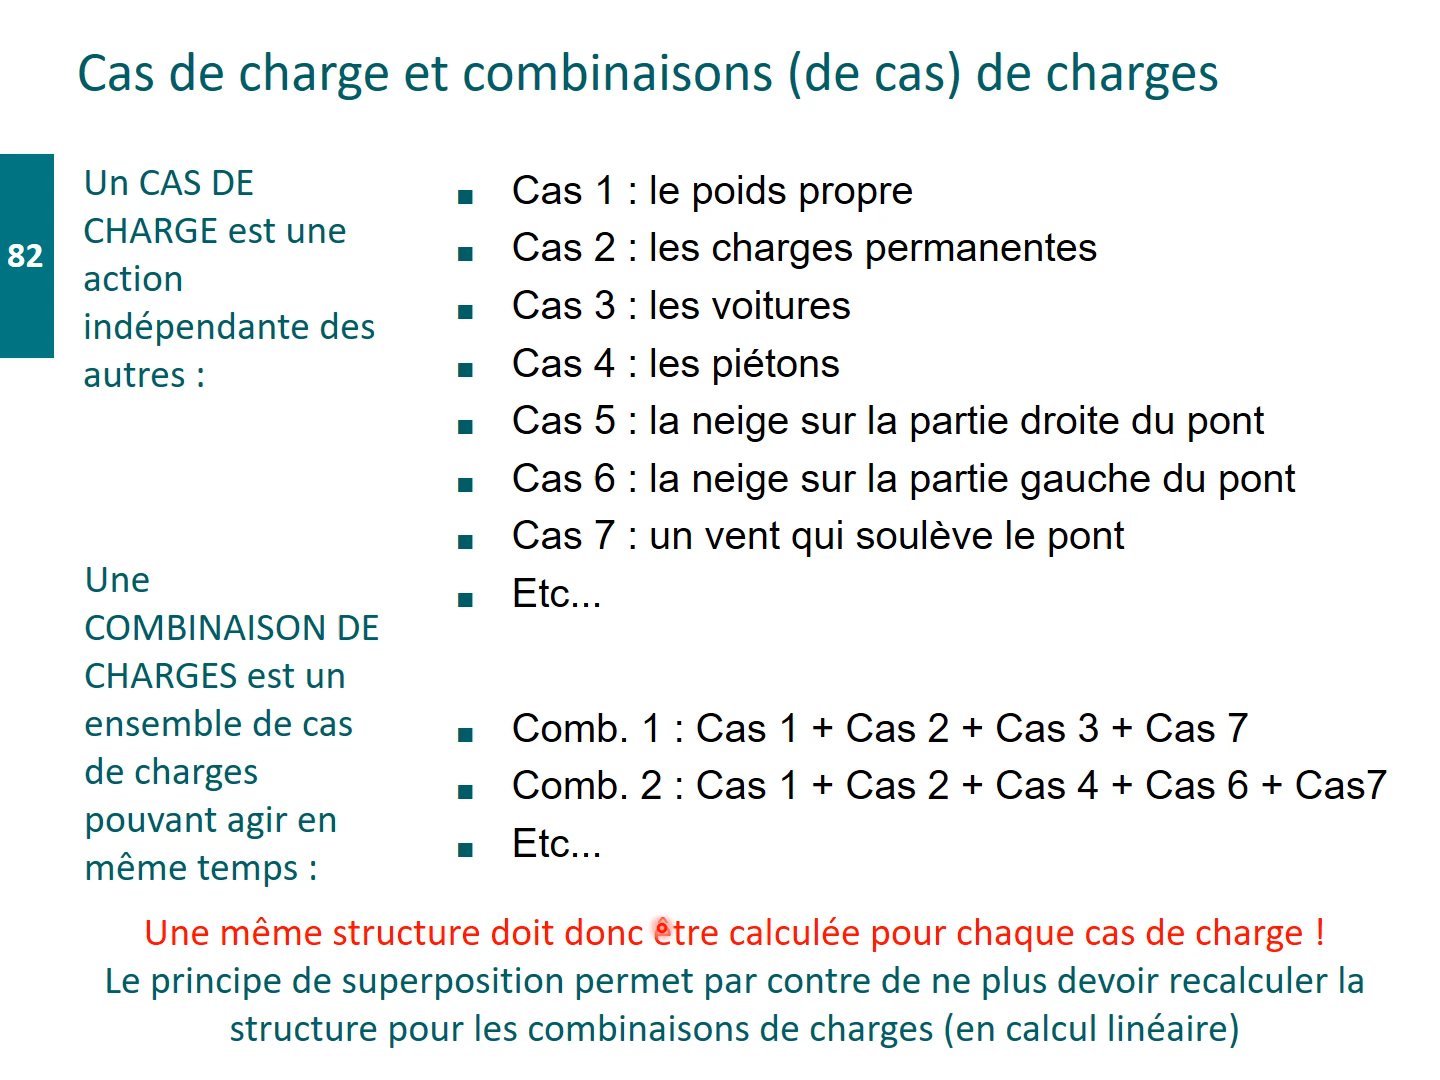 Cas de charge et combinaisons (de cas) de charges
82
Un CAS DE
CHARGE est une
action
indépendante des
autres :
Cas 1 : le poids propre
Cas 2 : les charges permanentes
Cas 3 : les voitures
Cas 4 : les piétons
Cas 5 : la neige sur la partie droite du pont
Cas 6 : la neige sur la partie gauche du pont
Cas 7 : un vent qui soulève le pont
Etc...
Une
COMBINAISON DE
CHARGES est un
ensemble de cas
de charges
pouvant agir en
même temps :
Comb. 1 : Cas 1 + Cas 2 + Cas 3 + Cas 7
Comb. 2 : Cas 1 + Cas 2 + Cas 4 + Cas 6 + Cas7
Etc...
Une même structure doit donc être calculée pour chaque cas de charge !
Le principe de superposition permet par contre de ne plus devoir recalculer la
structure pour les combinaisons de charges (en calcul linéaire)